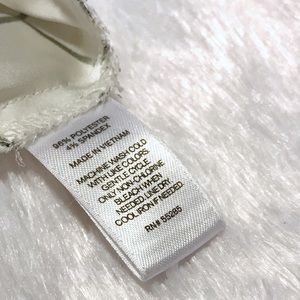 96% POLYESTER
4% SPANDEX
MADE IN VIETNAM
MACHINE WASH COLD
WITH LIKE COLORS.
GENTLE CYCLE
ONLY NON-CHLORINE
BLEACH WHEN
NEEDED. LINE DRY
COOL IRON IF NEEDED.
RN# 55285